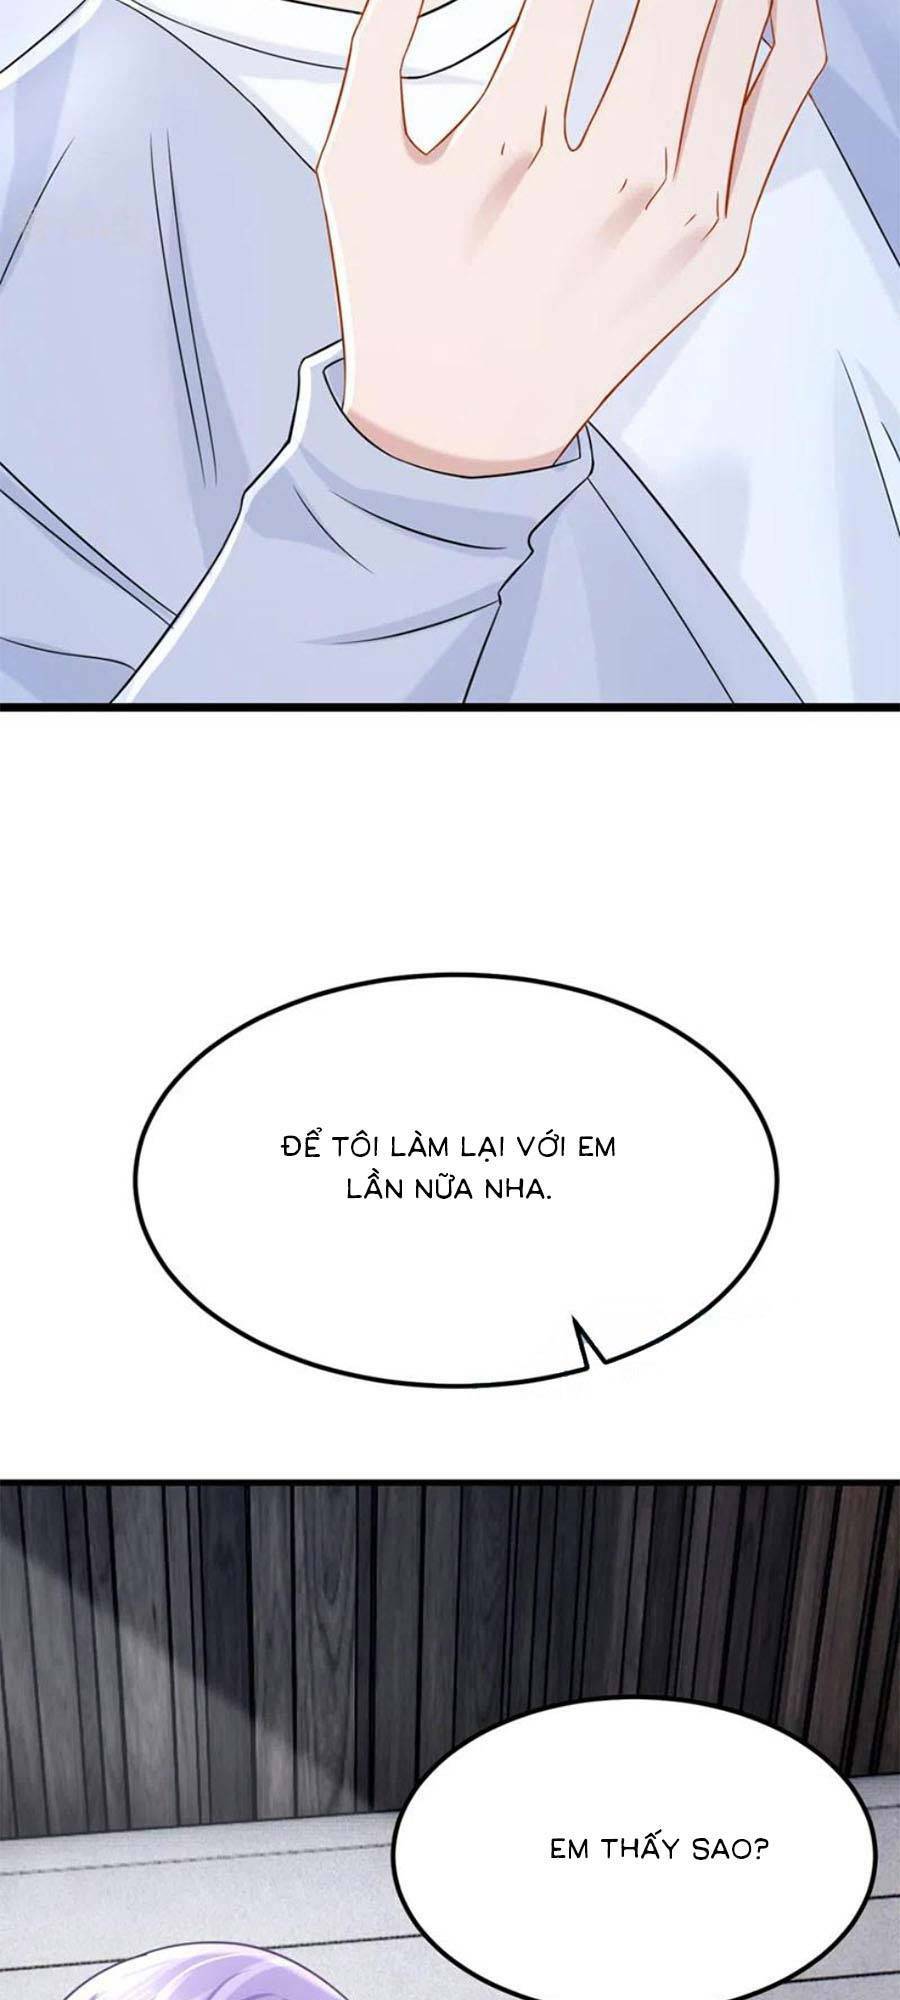 ĐỂ TÔI LÀM LẠI VỚI EM
LẦN NỮA NHA.
EM THẤY SAO?